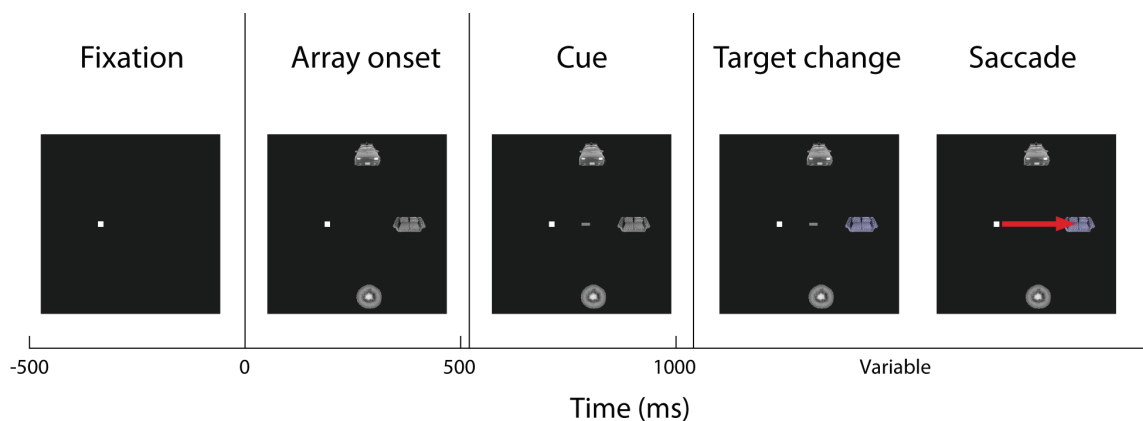 Fixation
Array onset
Cue
Target change
Saccade
-500
0
500
1000
Variable
Time (ms)